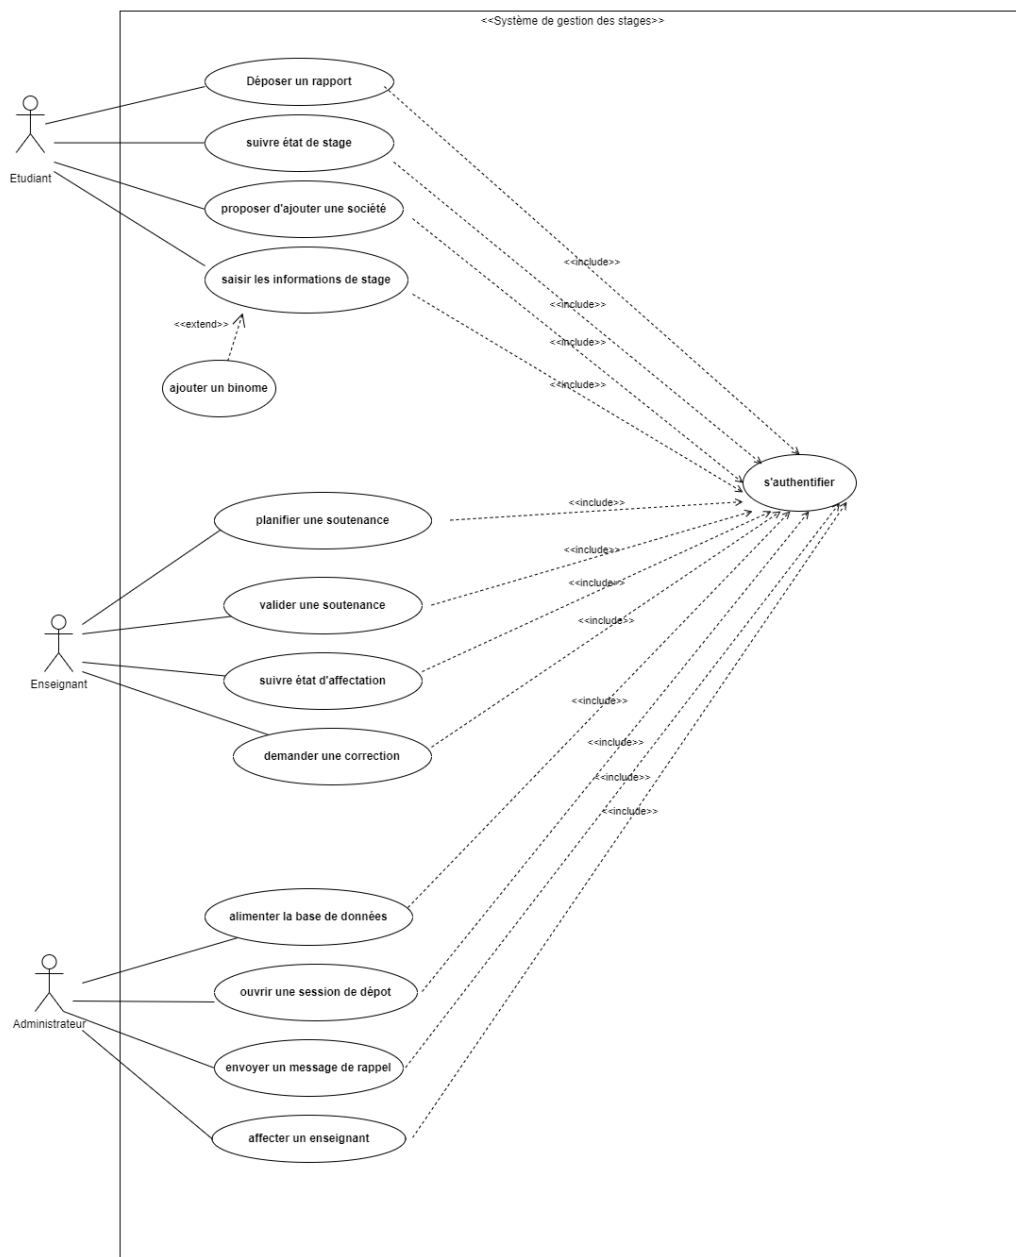 <<Système de gestion des stages>>
Déposer un rapport
suivre état de stage
Etudiant
proposer d'ajouter une société
<<include>>
saisir les informations de stage
<<include>>
<<extend>>
<<include>>
<<include>>
ajouter un binome
s'authentifier
<<include>>
planifier une soutenance
<<include>>
<<include>>
valider une soutenance
<<include>>
Enseignant
suivre état d'affectation
<<include>>
<<include>>
demander une correction
<<include>>
<<include>>
alimenter la base de données
ouvrir une session de dépot
Administrateur
envoyer un message de rappel
affecter un enseignant